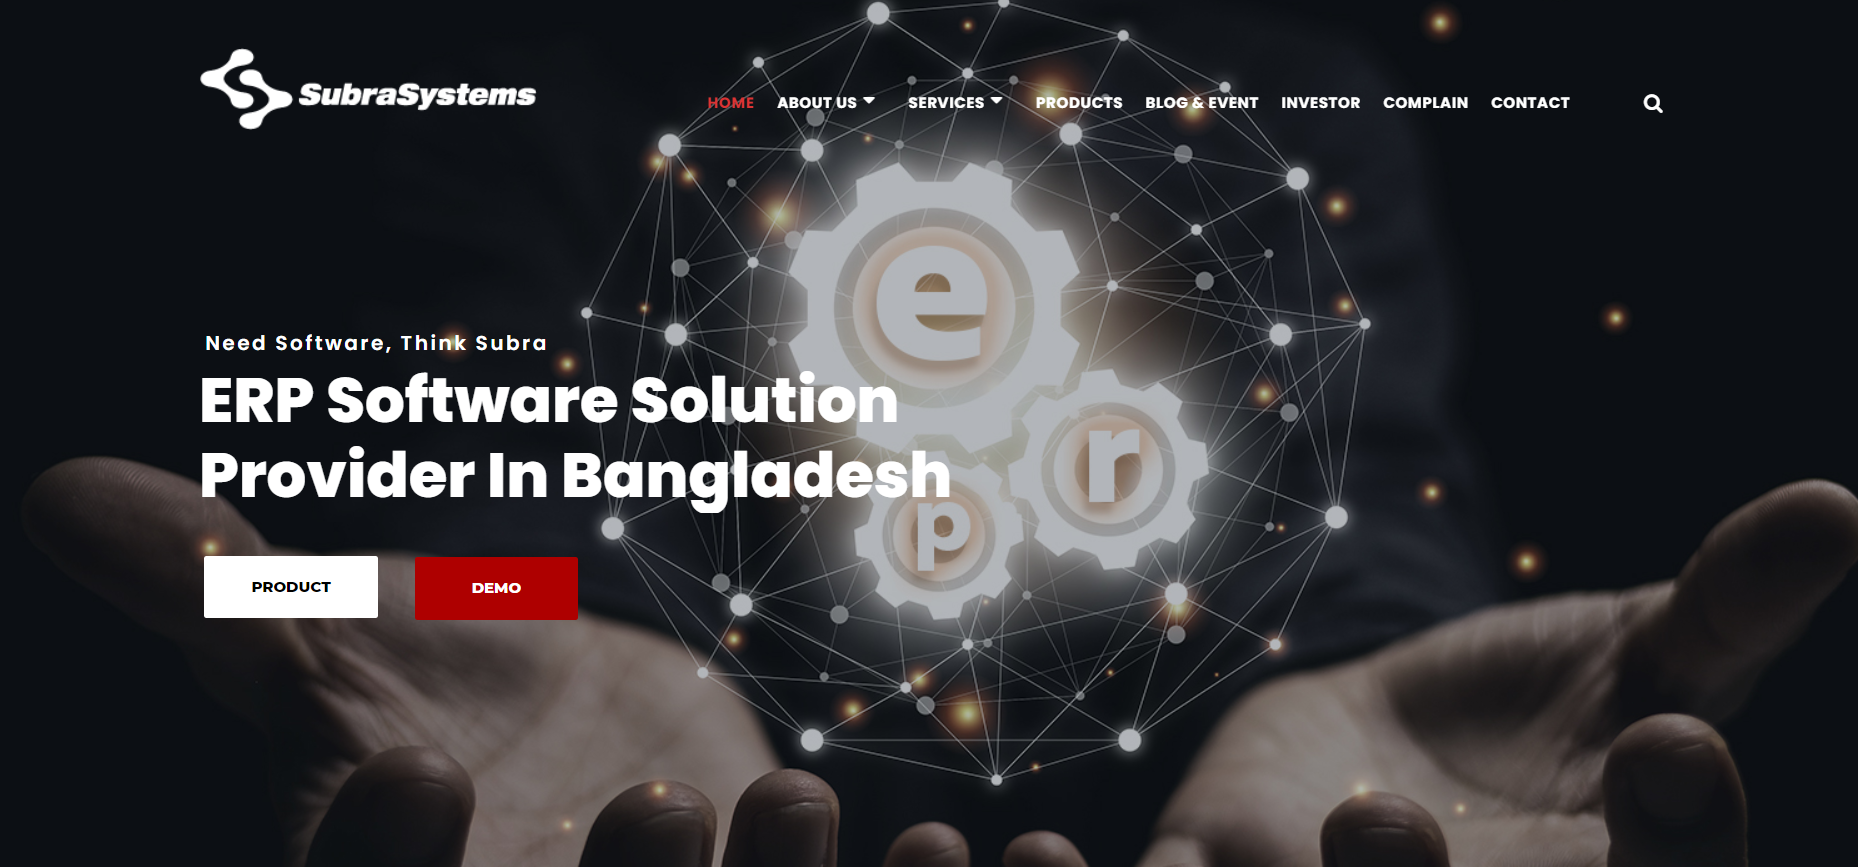 SubraSystems
HOME ABOUT US SERVICES PRODUCTS BLOG & EVENT INVESTOR COMPLAIN CONTACT
e
r
p
Need Software, Think Subra
ERP Software Solution
Provider In Bangladesh
PRODUCT DEMO